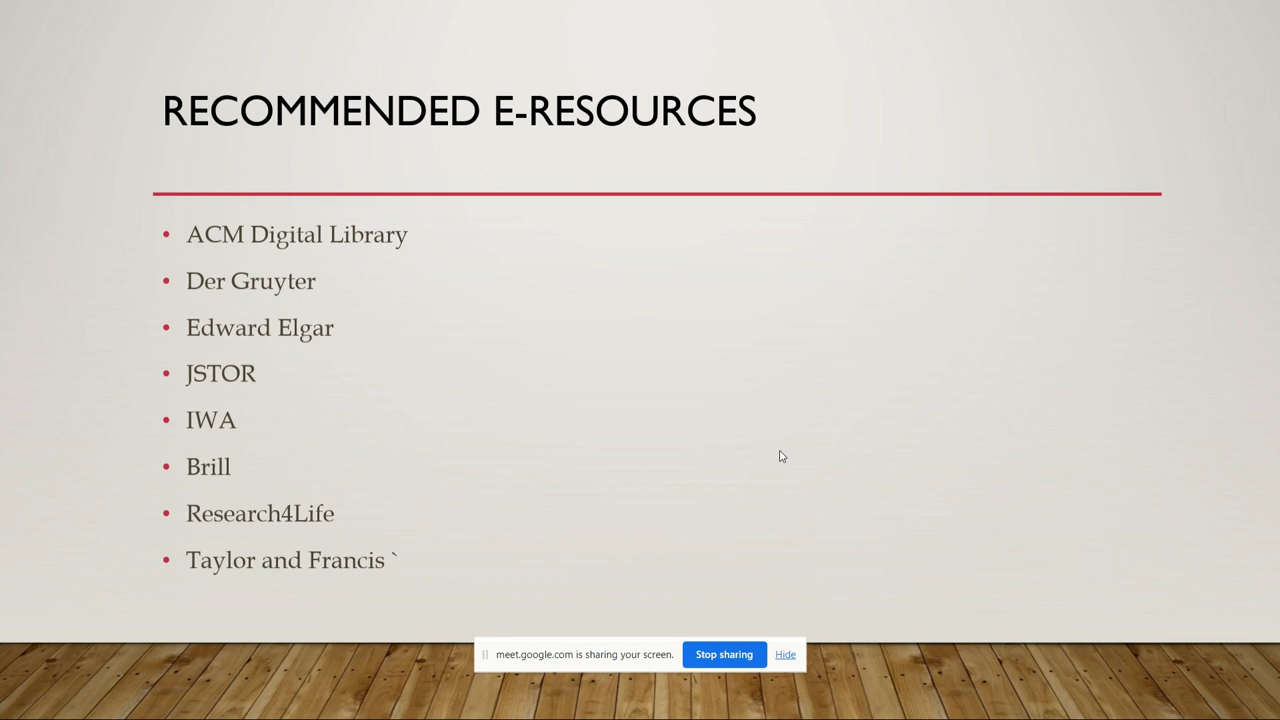 RECOMMENDED E-RESOURCES
• ACM Digital Library
• Der Gruyter
• Edward Elgar
• JSTOR
• IWA
• Brill
• Research4Life
• Taylor and Francis `
meet.google.com is sharing your screen. Stop sharing Hide